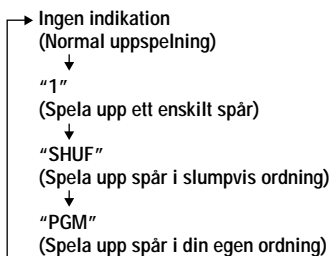 Ingen indikation
(Normal uppspelning)
“1”
(Spela upp ett enskilt spår)
“SHUF”
(Spela upp spår i slumpvis ordning)
“PGM”
(Spela upp spår i din egen ordning)